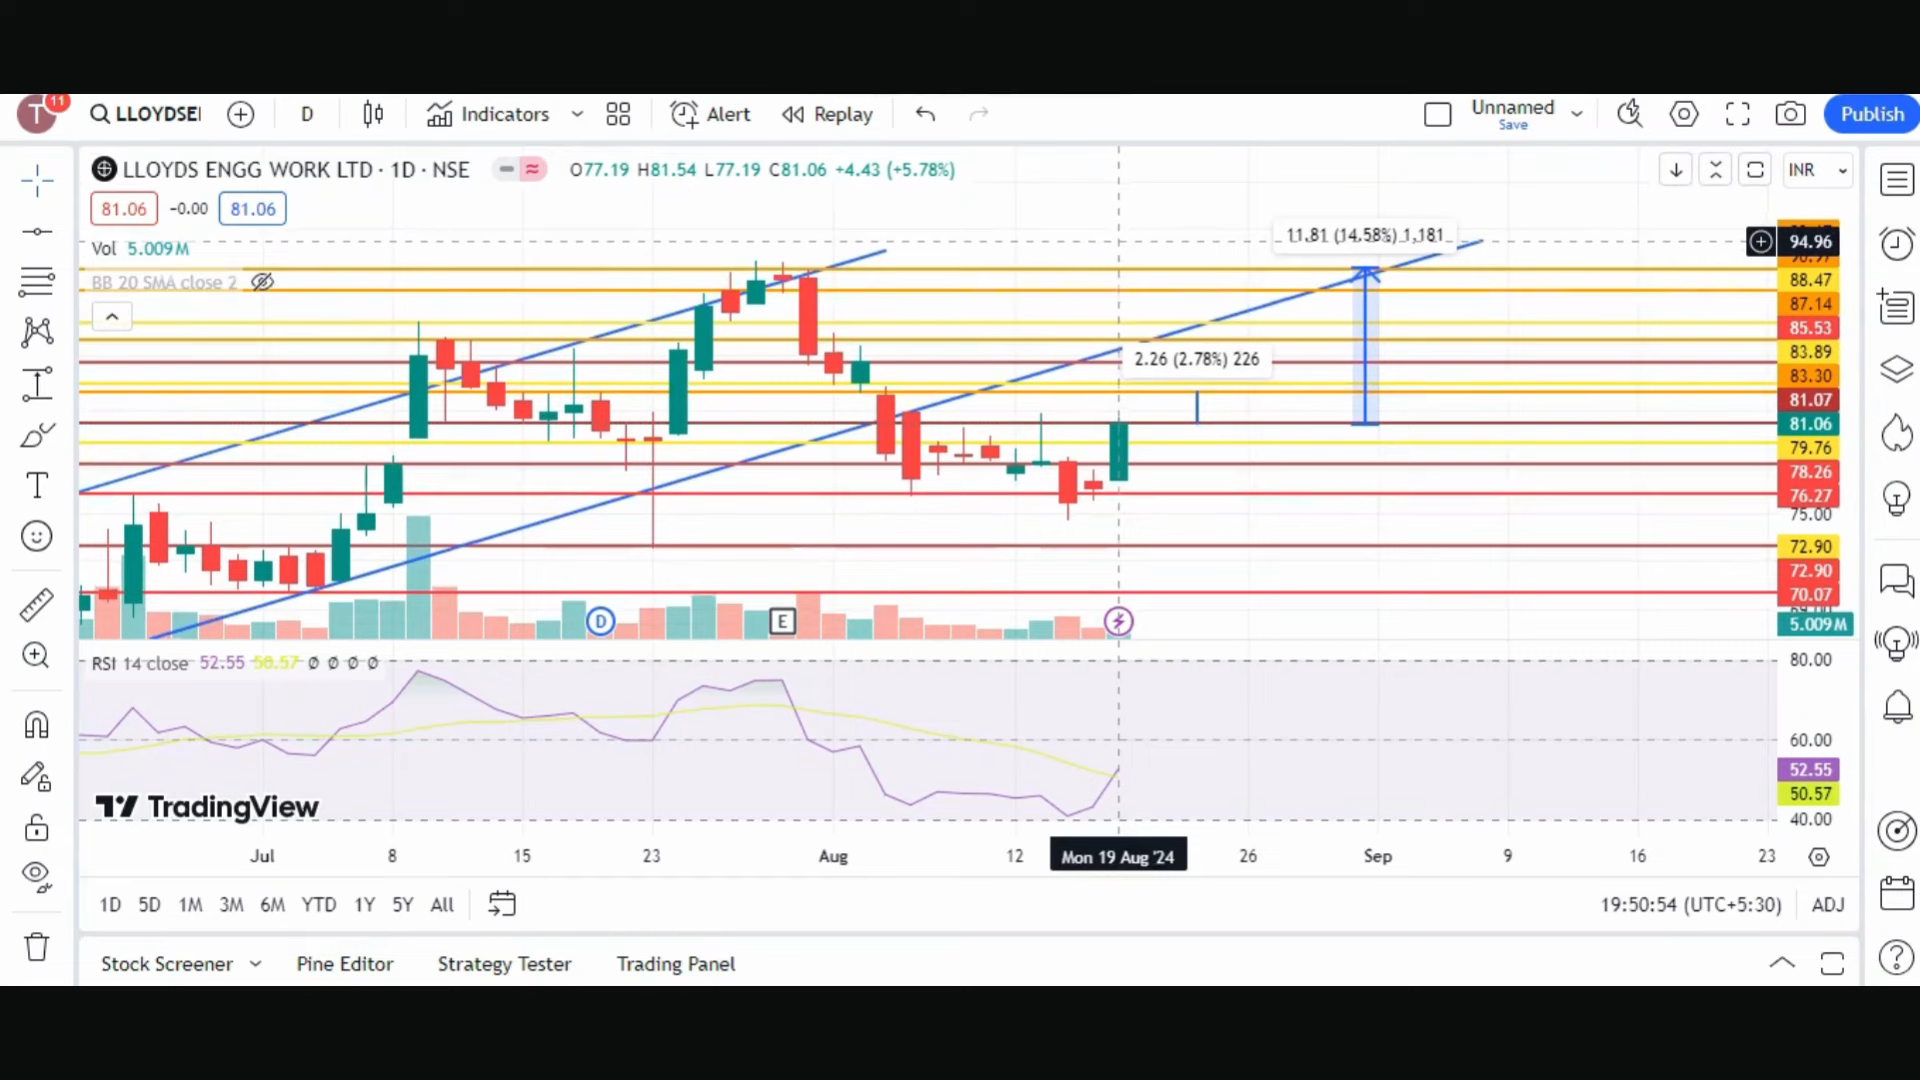 T 11 LLOYDSE D Indicators Alert Replay Unnamed Save Publish
LLOYDS ENGG WORK LTD · 1D · NSE O77.19 H81.54 L77.19 C81.06 +4.43 (+5.78%) INR
81.06 -0.00 81.06
Vol 5.009M
BB 20 SMA close 2
11.81 (14.58%) 1,181
2.26 (2.78%) 226
94.96
88.47
87.14
85.53
83.89
83.30
81.07
81.06
79.76
78.26
76.27
75.00
72.90
72.90
70.07
5.009M
D E
RSI 14 close 52.55 50.57 Ø Ø Ø Ø
80.00
60.00
52.55
50.57
40.00
TradingView
Jul 8 15 23 Aug 12 Mon 19 Aug '24 26 Sep 9 16 23
1D 5D 1M 3M 6M YTD 1Y 5Y All 19:50:54 (UTC+5:30) ADJ
Stock Screener Pine Editor Strategy Tester Trading Panel